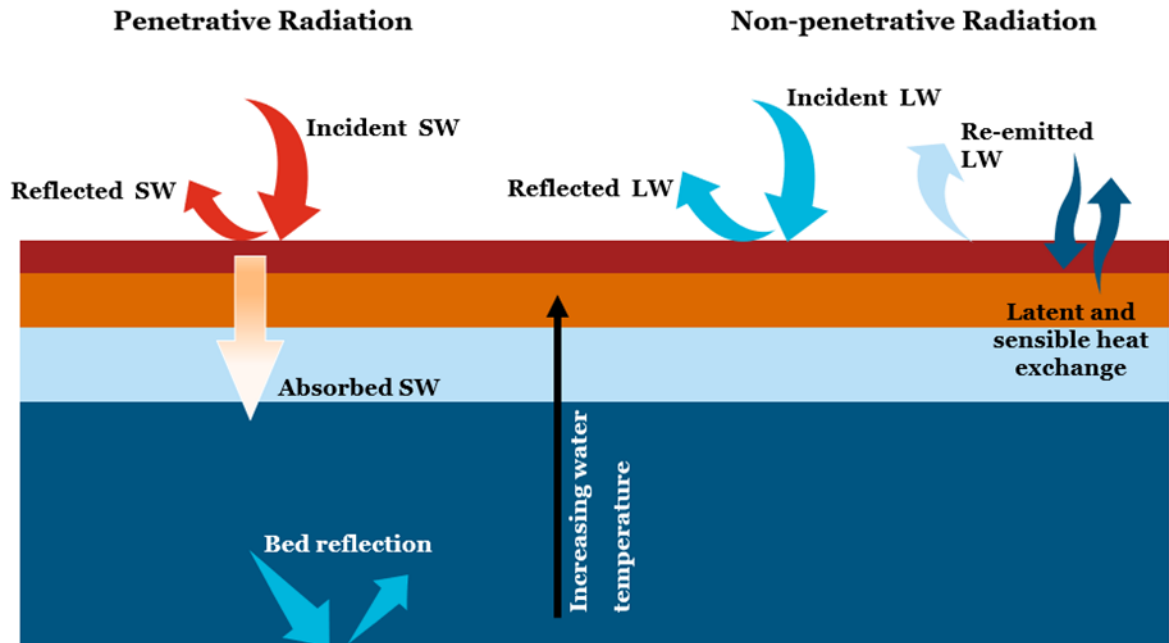 Penetrative Radiation
Non-penetrative Radiation
Incident SW
Reflected SW
Incident LW
Reflected LW
Re-emitted
LW
Latent and
sensible heat
exchange
Absorbed SW
Increasing water
temperature
Bed reflection